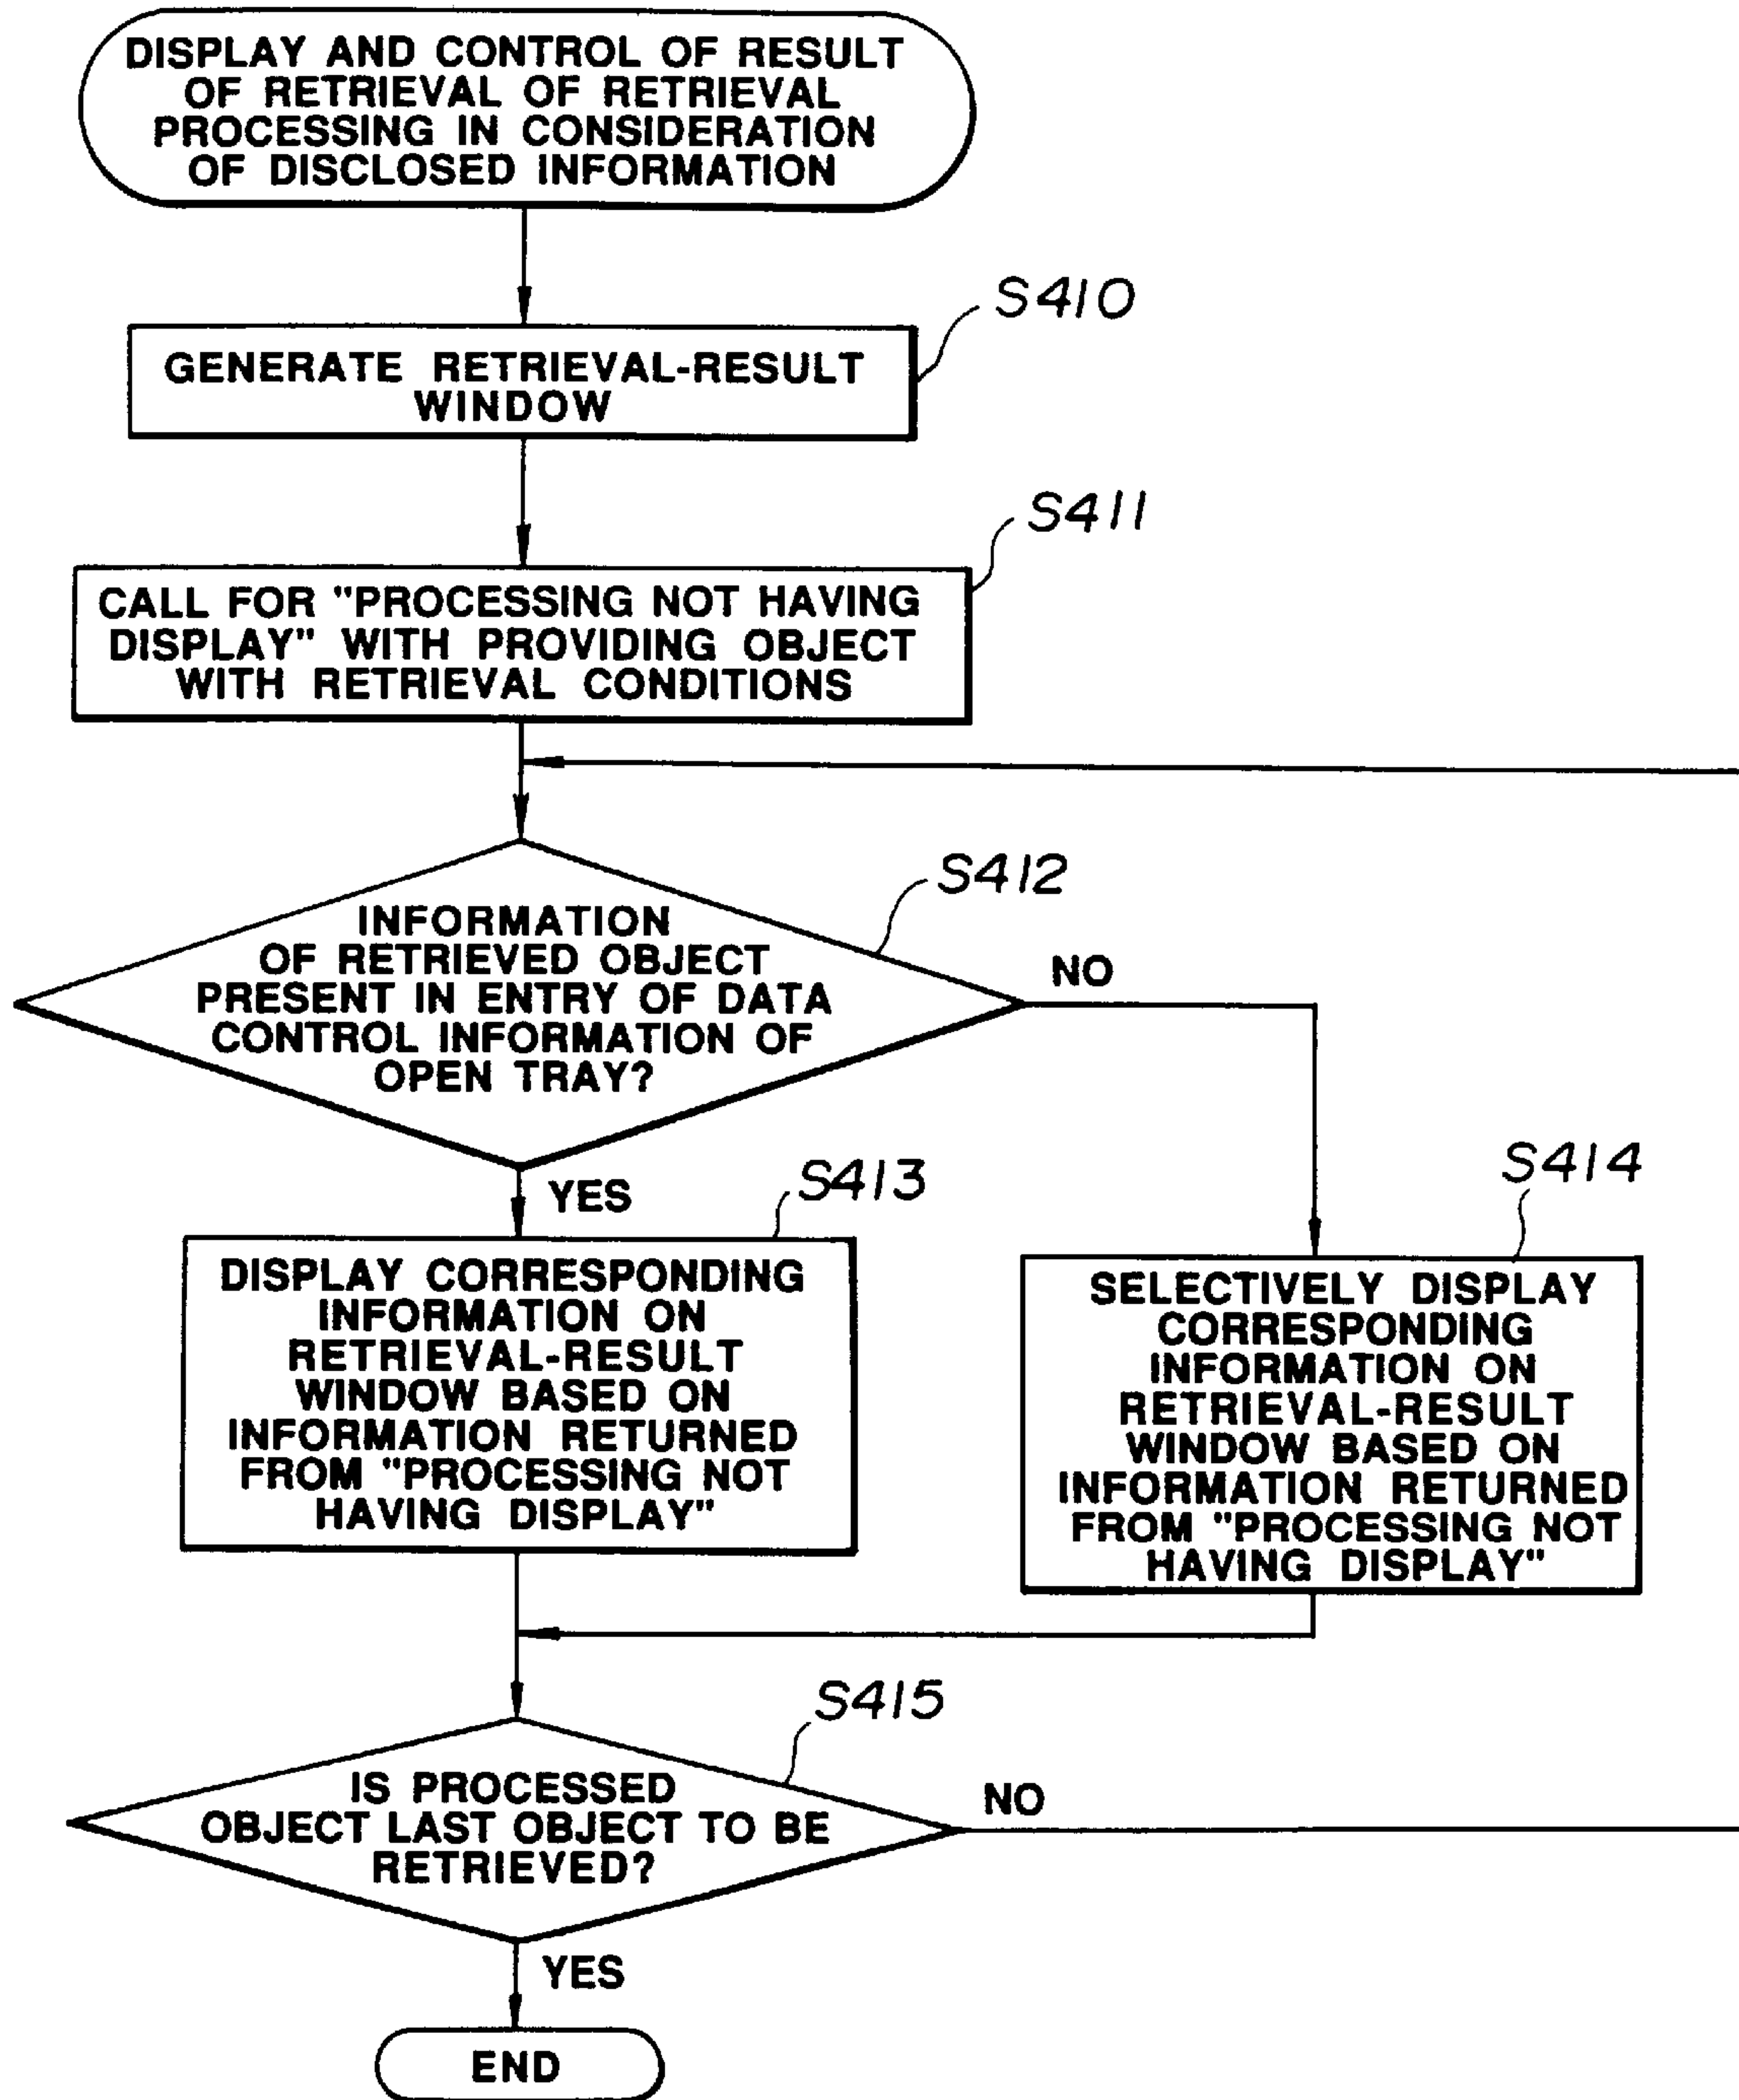 DISPLAY AND CONTROL OF RESULT
OF RETRIEVAL OF RETRIEVAL
PROCESSING IN CONSIDERATION
OF DISCLOSED INFORMATION
S410
GENERATE RETRIEVAL-RESULT
WINDOW
S411
CALL FOR "PROCESSING NOT HAVING
DISPLAY" WITH PROVIDING OBJECT
WITH RETRIEVAL CONDITIONS
S412
INFORMATION
OF RETRIEVED OBJECT
PRESENT IN ENTRY OF DATA
CONTROL INFORMATION OF
OPEN TRAY?
NO
YES
S413
DISPLAY CORRESPONDING
INFORMATION ON
RETRIEVAL-RESULT
WINDOW BASED ON
INFORMATION RETURNED
FROM "PROCESSING NOT
HAVING DISPLAY"
S414
SELECTIVELY DISPLAY
CORRESPONDING
INFORMATION ON
RETRIEVAL-RESULT
WINDOW BASED ON
INFORMATION RETURNED
FROM "PROCESSING NOT
HAVING DISPLAY"
S415
IS PROCESSED
OBJECT LAST OBJECT TO BE
RETRIEVED?
NO
YES
END